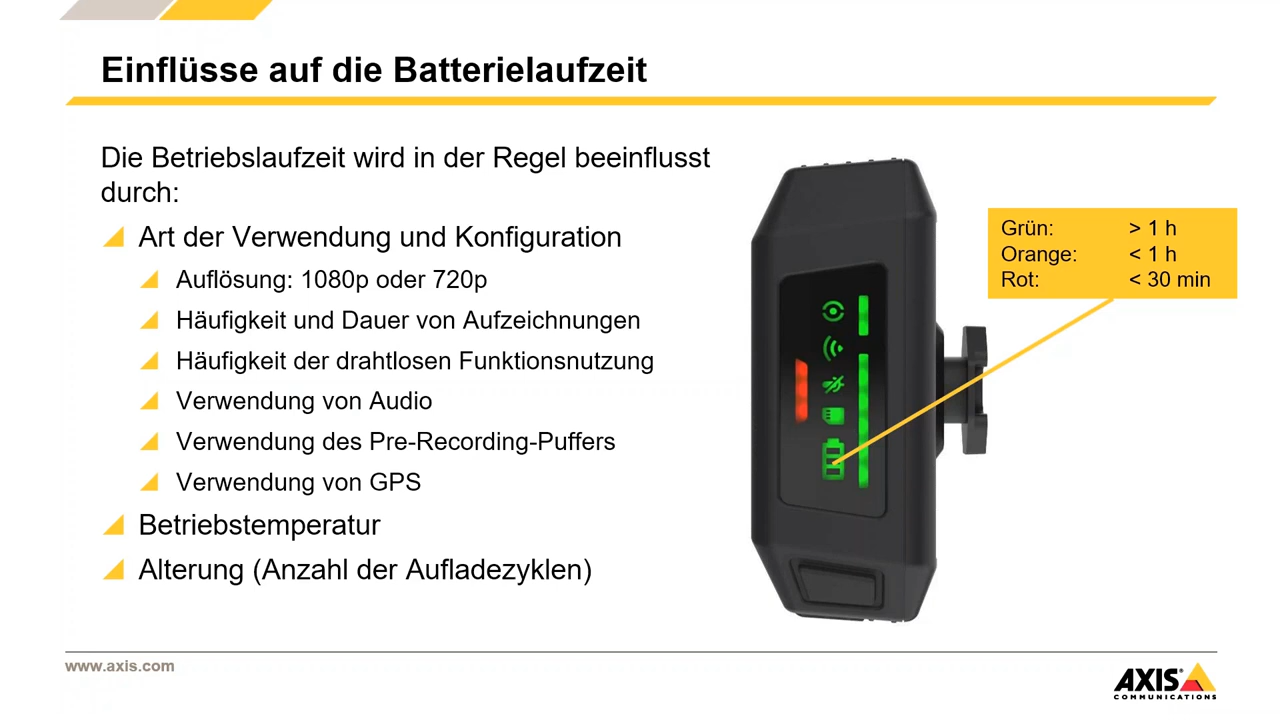 Einflüsse auf die Batterielaufzeit
Die Betriebslaufzeit wird in der Regel beeinflusst
durch:
Art der Verwendung und Konfiguration
Auflösung: 1080p oder 720p
Häufigkeit und Dauer von Aufzeichnungen
Häufigkeit der drahtlosen Funktionsnutzung
Verwendung von Audio
Verwendung des Pre-Recording-Puffers
Verwendung von GPS
Betriebstemperatur
Alterung (Anzahl der Aufladezyklen)
Grün: > 1 h
Orange: < 1 h
Rot: < 30 min
www.axis.com
AXIS
COMMUNICATIONS